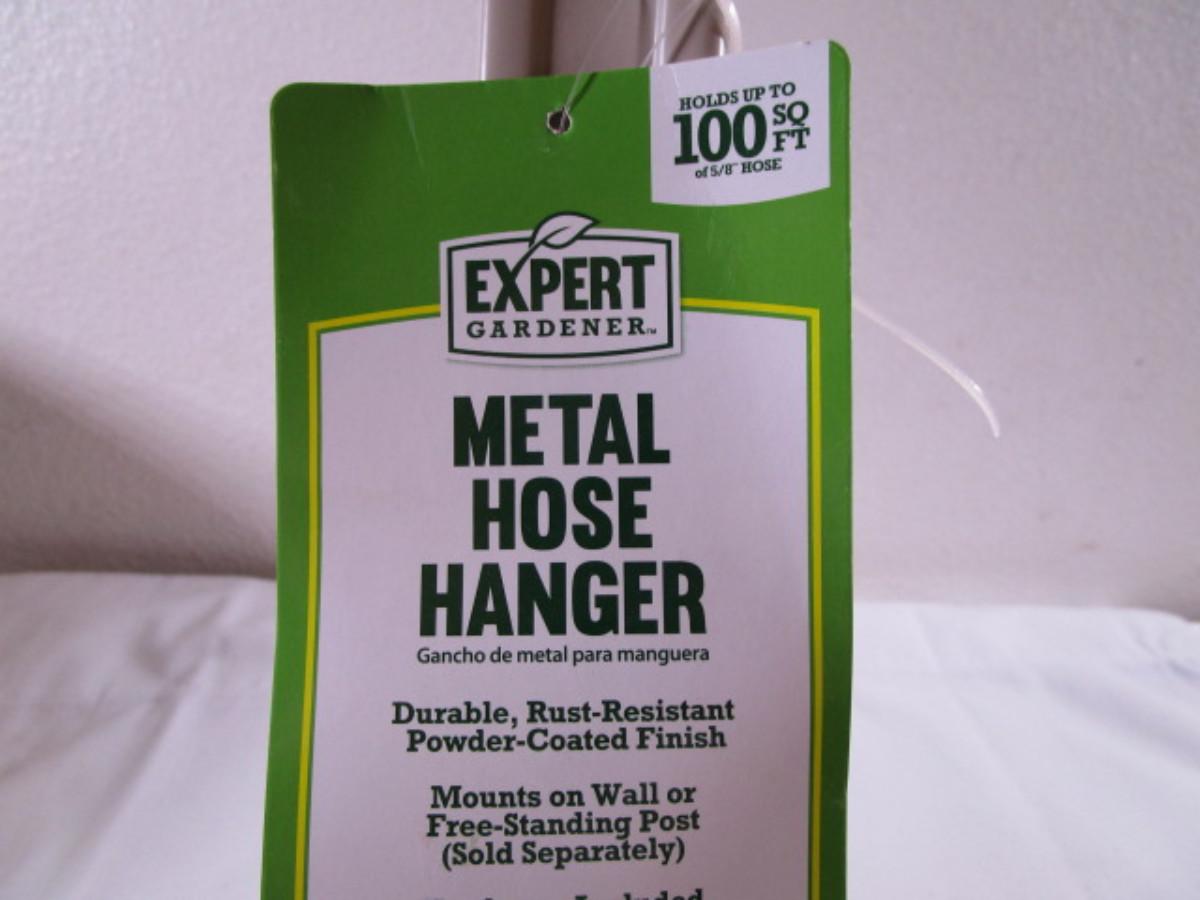 HOLDS UP TO
100 SQ FT
of 5/8" HOSE
EXPERT
GARDENER™
METAL
HOSE
HANGER
Gancho de metal para manguera
Durable, Rust-Resistant
Powder-Coated Finish
Mounts on Wall or
Free-Standing Post
(Sold Separately)
Included